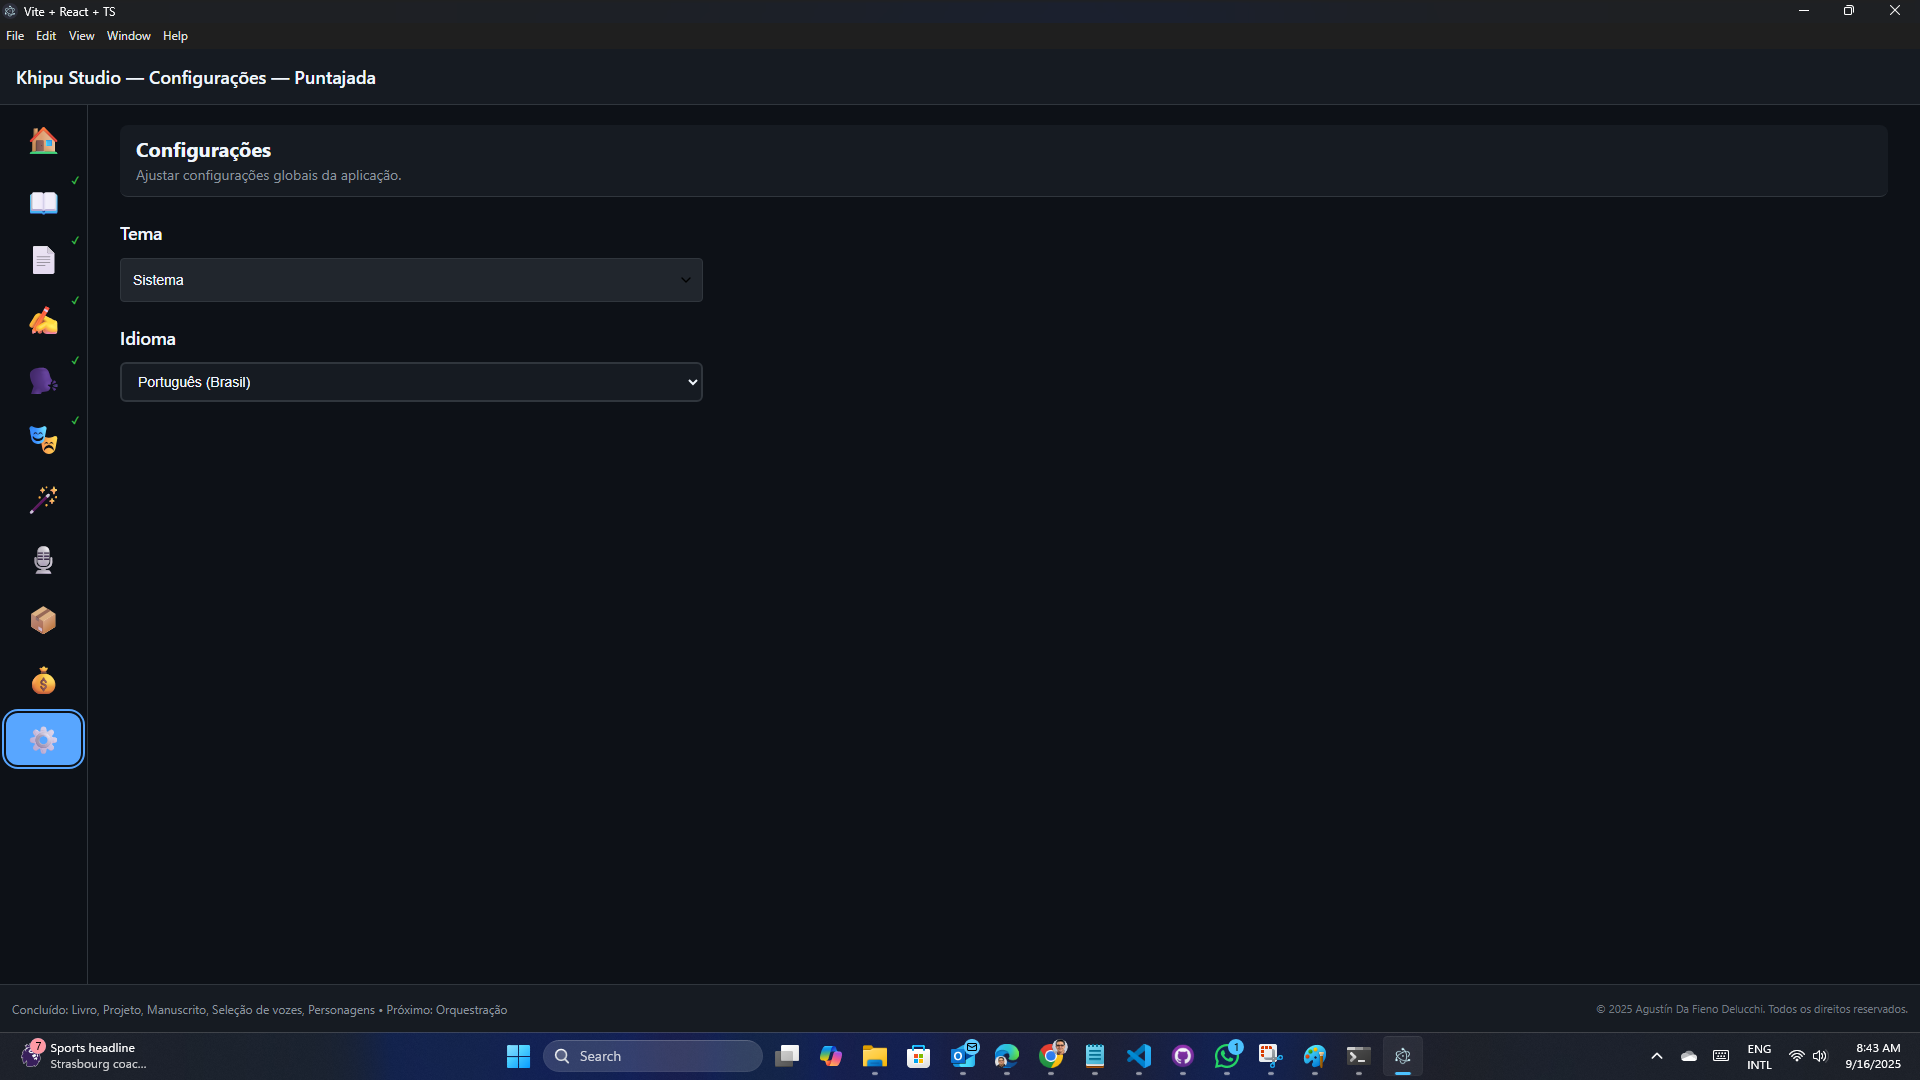 Vite + React + TS
File Edit View Window Help
Khipu Studio — Configurações — Puntajada
Configurações
Ajustar configurações globais da aplicação.
Tema
Sistema
Idioma
Português (Brasil)
Concluído: Livro, Projeto, Manuscrito, Seleção de vozes, Personagens • Próximo: Orquestração
© 2025 Agustín Da Fieno Delucchi. Todos os direitos reservados.
7
Sports headline
Strasbourg coac...
Search
1
ENG
INTL
8:43 AM
9/16/2025